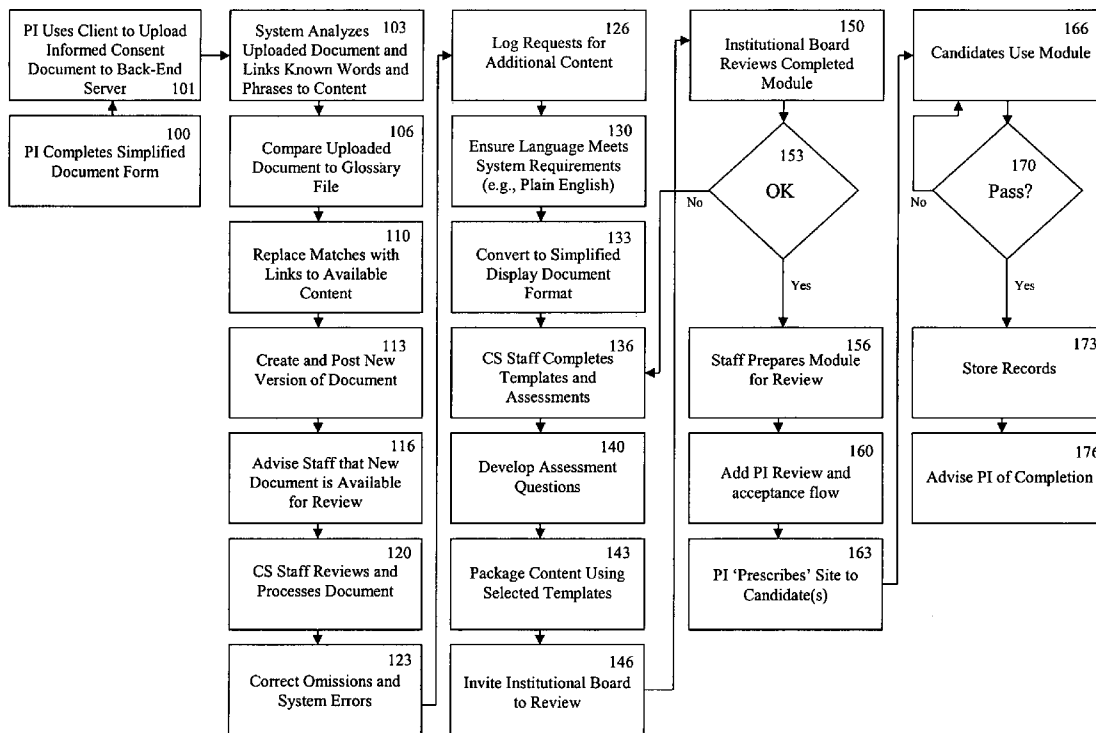 PI Uses Client to Upload
Informed Consent
Document to Back-End
Server
101
100
PI Completes Simplified
Document Form
103
System Analyzes
Uploaded Document and
Links Known Words and
Phrases to Content
106
Compare Uploaded
Document to Glossary
File
110
Replace Matches with
Links to Available
Content
113
Create and Post New
Version of Document
116
Advise Staff that New
Document is Available
for Review
120
CS Staff Reviews and
Processes Document
123
Correct Omissions and
System Errors
126
Log Requests for
Additional Content
130
Ensure Language Meets
System Requirements
(e.g., Plain English)
133
Convert to Simplified
Display Document
Format
136
CS Staff Completes
Templates and
Assessments
140
Develop Assessment
Questions
143
Package Content Using
Selected Templates
146
Invite Institutional Board
to Review
150
Institutional Board
Reviews Completed
Module
153
OK
No
Yes
156
Staff Prepares Module
for Review
160
Add PI Review and
acceptance flow
163
PI ‘Prescribes’ Site to
Candidate(s)
166
Candidates Use Module
170
Pass?
No
Yes
173
Store Records
176
Advise PI of Completion